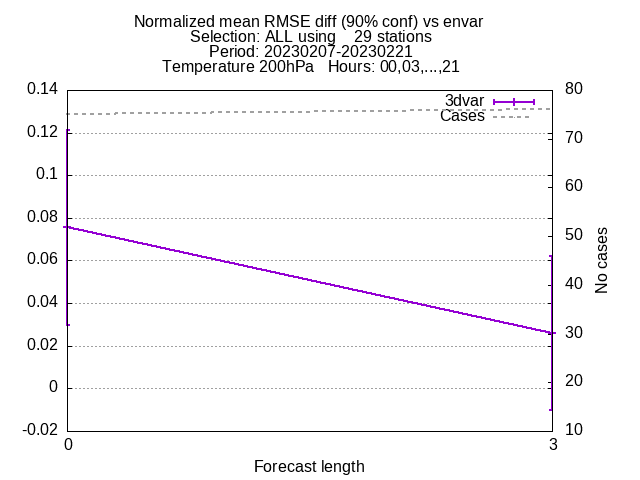 Normalized mean RMSE diff (90% conf) vs envar
Selection: ALL using    29 stations
Period: 20230207-20230221
Temperature 200hPa   Hours: 00,03,...,21
3dvar
Cases
0.14
0.12
0.1
0.08
0.06
0.04
0.02
0
-0.02
80
70
60
50
40
30
20
10
No cases
0
3
Forecast length